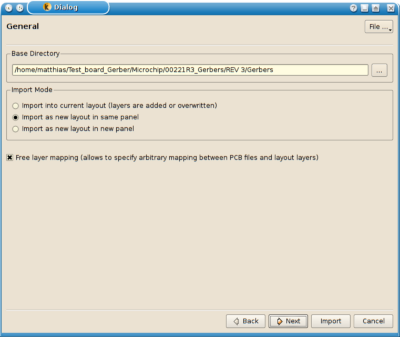 Dialog
General
File ...
Base Directory
/home/matthias/Test_board_Gerber/Microchip/00221R3_Gerbers/REV 3/Gerbers
...
Import Mode
Import into current layout (layers are added or overwritten)
Import as new layout in same panel
Import as new layout in new panel
Free layer mapping (allows to specify arbitrary mapping between PCB files and layout layers)
Back
Next
Import
Cancel